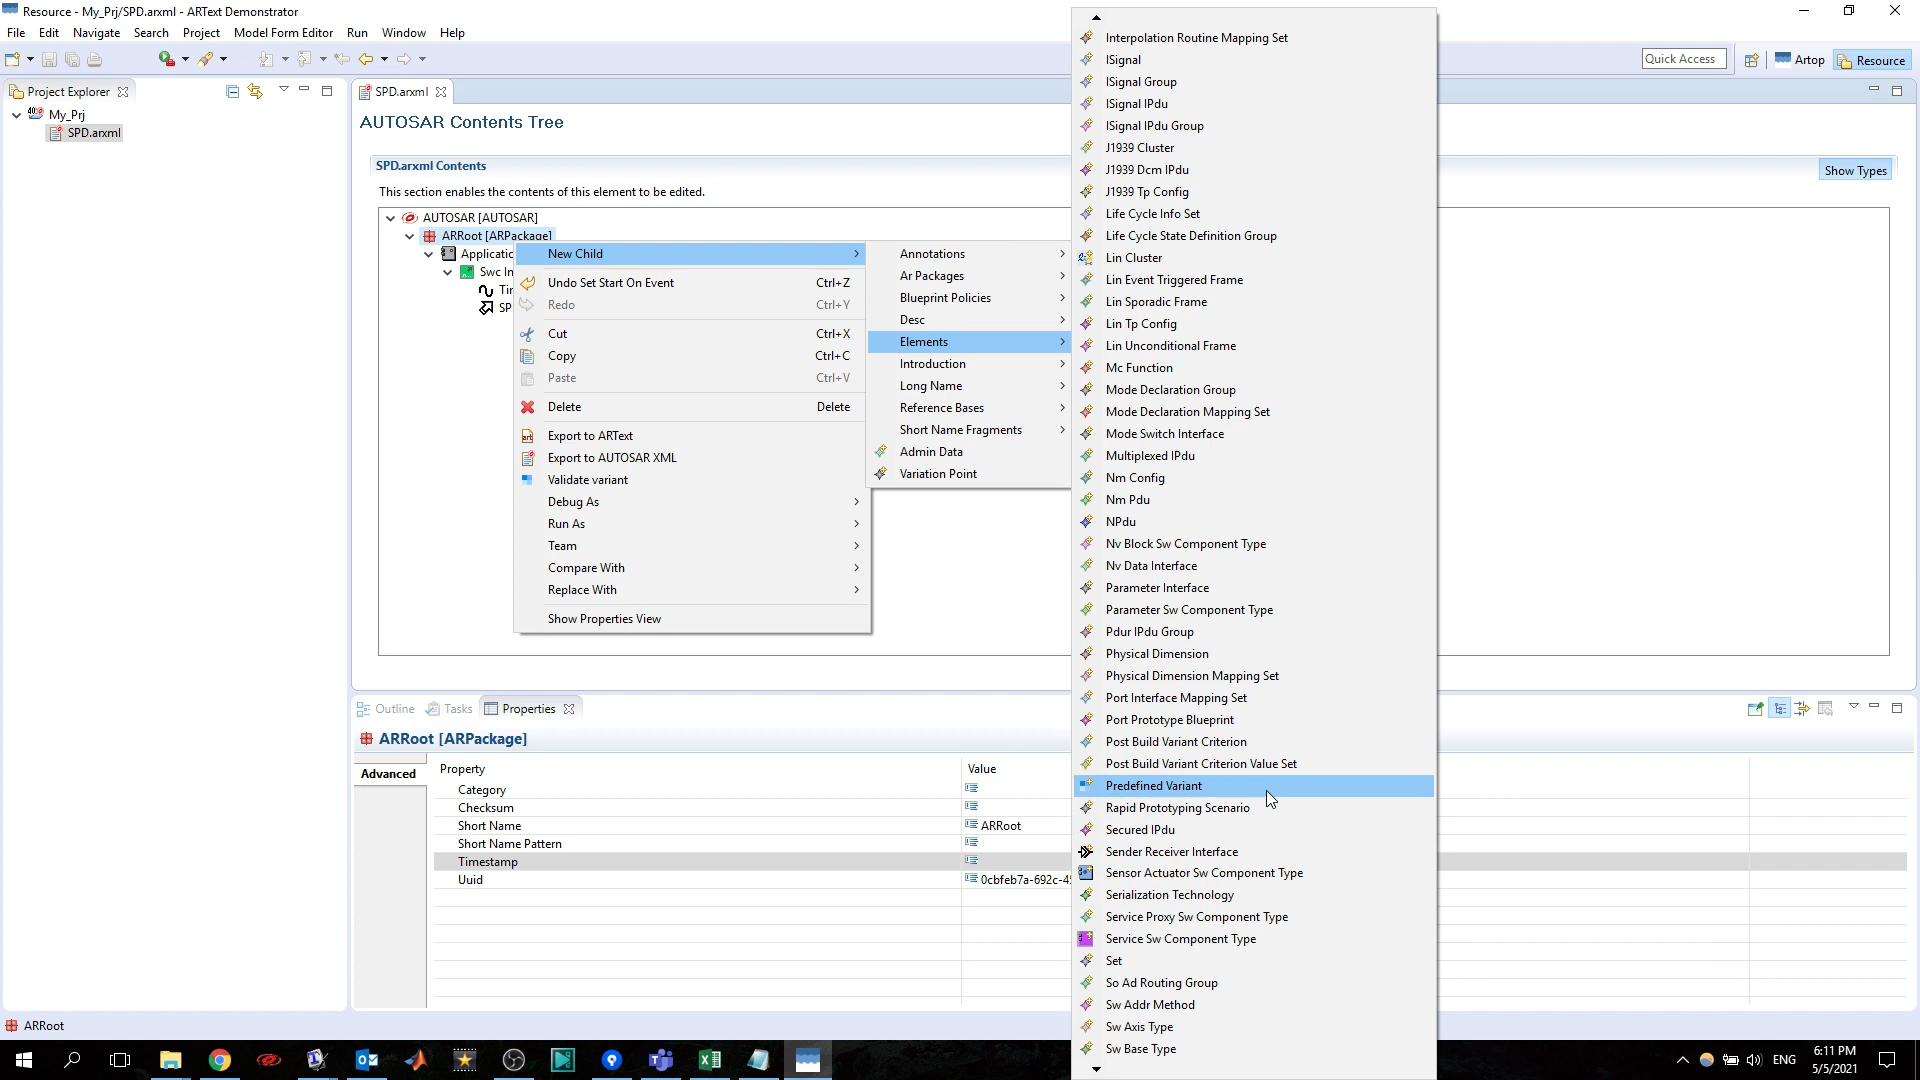 Resource - My_Prj/SPD.arxml - ARText Demonstrator
File Edit Navigate Search Project Run Model Form Editor Window Help
Quick Access
Artop
Resource
Project Explorer
My_Prj
SPD.arxml
SPD.arxml
AUTOSAR Contents Tree
SPD.arxml Contents
This section enables the contents of this element to be edited.
Show Types
AUTOSAR [AUTOSAR]
ARRoot [ARPackage]
Applicatic
Swc In
Tir
SP
New Child
Undo Set Start On Event Ctrl+Z
Redo Ctrl+Y
Cut Ctrl+X
Copy Ctrl+C
Paste Ctrl+V
Delete Delete
Export to ARText
Export to AUTOSAR XML
Validate variant
Debug As
Run As
Team
Compare With
Replace With
Show Properties View
Annotations
Ar Packages
Blueprint Policies
Desc
Elements
Introduction
Long Name
Reference Bases
Short Name Fragments
Admin Data
Variation Point
Interpolation Routine Mapping Set
ISignal
ISignal Group
ISignal IPdu
ISignal IPdu Group
J1939 Cluster
J1939 Dcm IPdu
J1939 Tp Config
Life Cycle Info Set
Life Cycle State Definition Group
Lin Cluster
Lin Event Triggered Frame
Lin Sporadic Frame
Lin Tp Config
Lin Unconditional Frame
Mc Function
Mode Declaration Group
Mode Declaration Mapping Set
Mode Switch Interface
Multiplexed IPdu
Nm Config
Nm Pdu
NPdu
Nv Block Sw Component Type
Nv Data Interface
Parameter Interface
Parameter Sw Component Type
Pdur IPdu Group
Physical Dimension
Physical Dimension Mapping Set
Port Interface Mapping Set
Port Prototype Blueprint
Post Build Variant Criterion
Post Build Variant Criterion Value Set
Predefined Variant
Rapid Prototyping Scenario
Secured IPdu
Sender Receiver Interface
Sensor Actuator Sw Component Type
Serialization Technology
Service Proxy Sw Component Type
Service Sw Component Type
Set
So Ad Routing Group
Sw Addr Method
Sw Axis Type
Sw Base Type
Outline Tasks Properties
ARRoot [ARPackage]
Advanced
Property Value
Category
Checksum
Short Name ARRoot
Short Name Pattern
Timestamp
Uuid 0cbfeb7a-692c-4
ARRoot
ENG
6:11 PM
5/5/2021